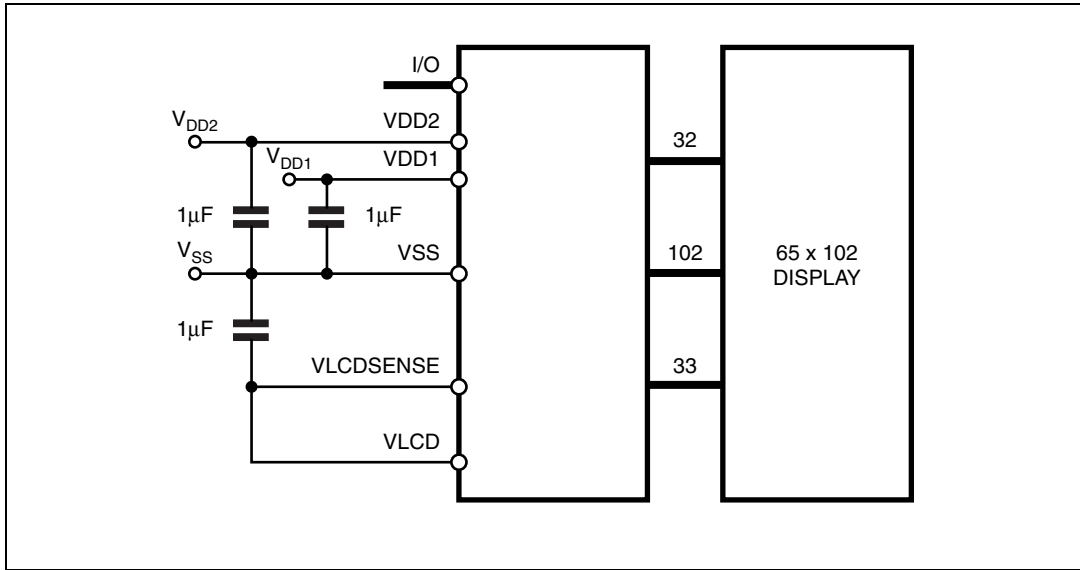 I/O
VDD2
VDD2
VDD1
VDD1
32
1μF
1μF
VSS
VSS
102
65 x 102
DISPLAY
1μF
VLCDSENSE
33
VLCD